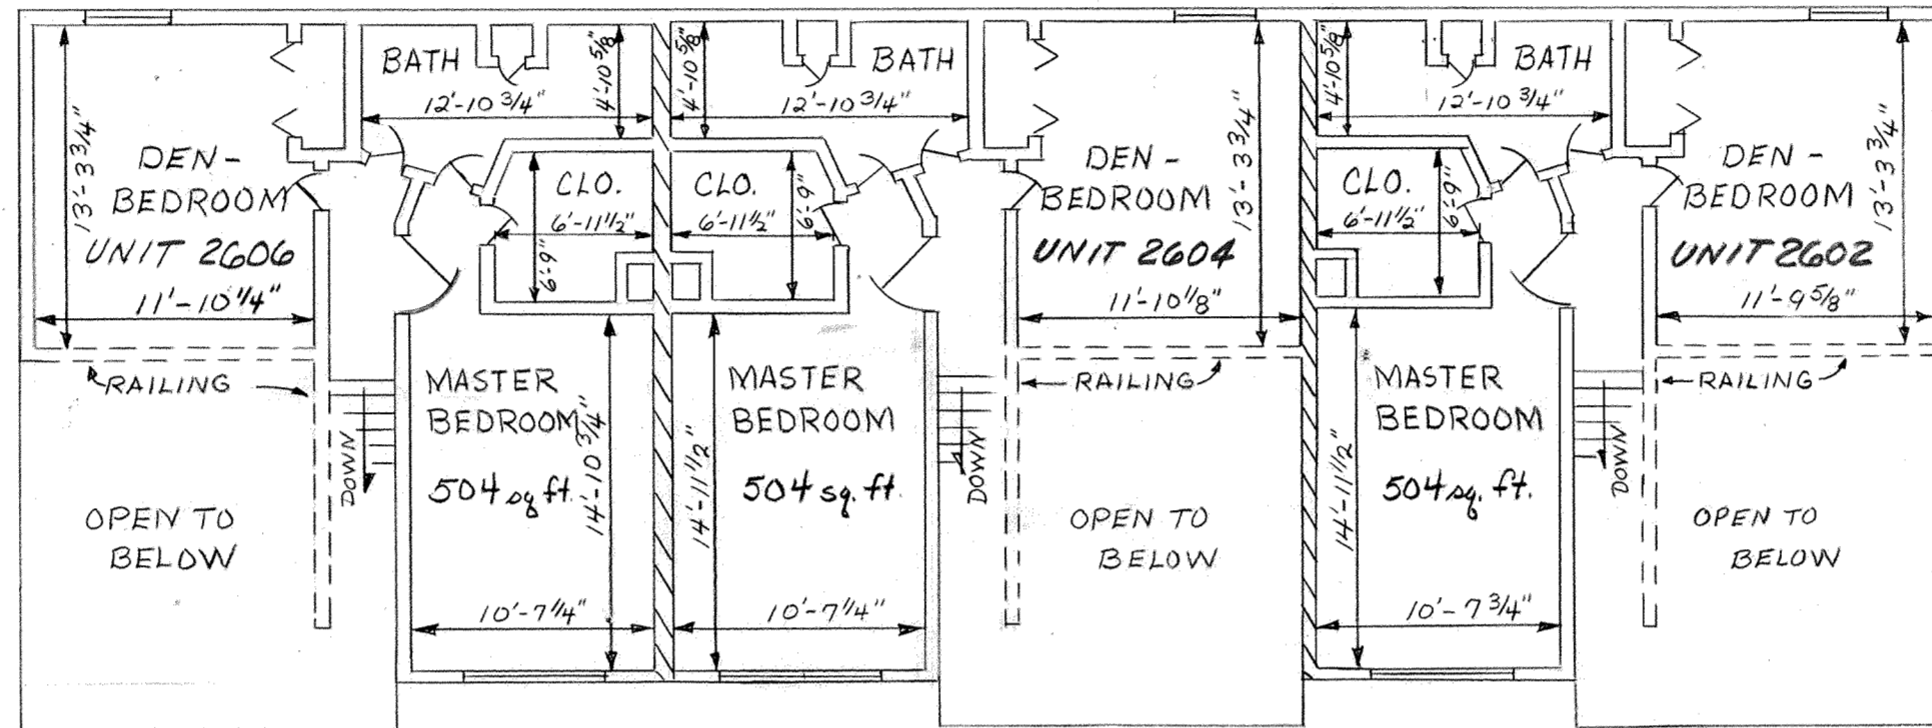 BATH
12'-10 3/4"
4'-10 5/8"
13'-3 3/4"
DEN-
BEDROOM
UNIT 2606
11'-10 1/4"
CLO.
6'-11 1/2"
6'-9"
RAILING
DOWN
MASTER
BEDROOM
504 sq ft.
14'-10 3/4"
10'-7 1/4"
OPEN TO
BELOW
4'-10 5/8"
BATH
12'-10 3/4"
CLO.
6'-11 1/2"
6'-9"
DEN -
BEDROOM
UNIT 2604
13'-3 3/4"
11'-10 1/8"
MASTER
BEDROOM
504 sq. ft.
14'-11 1/2"
10'-7 1/4"
DOWN
RAILING
OPEN TO
BELOW
4'-10 5/8"
BATH
12'-10 3/4"
CLO.
6'-11 1/2"
6'-9"
DEN -
BEDROOM
UNIT 2602
13'-3 3/4"
11'-9 5/8"
MASTER
BEDROOM
504 sq. ft.
14'-11 1/2"
10'-7 3/4"
DOWN
RAILING
OPEN TO
BELOW